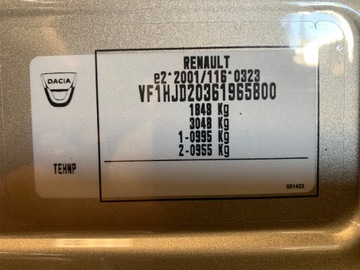 RENAULT
e2*2001/116*0323
VF1HJD20361965800
1848 Kg
3048 Kg
1-0995 Kg
2-0955 Kg
DACIA
TEHNP
551423